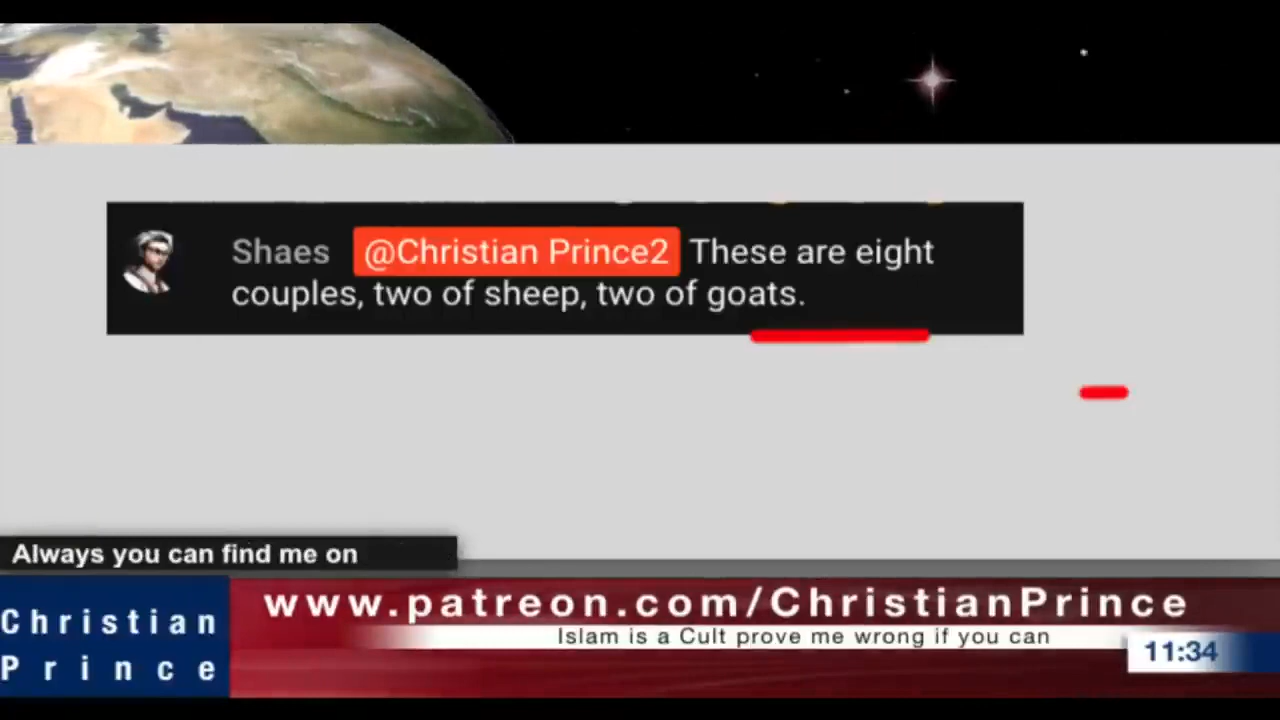 Shaes @Christian Prince2 These are eight
couples, two of sheep, two of goats.
Always you can find me on
Christian
Prince
www.patreon.com/ChristianPrince
Islam is a Cult prove me wrong if you can
11:34